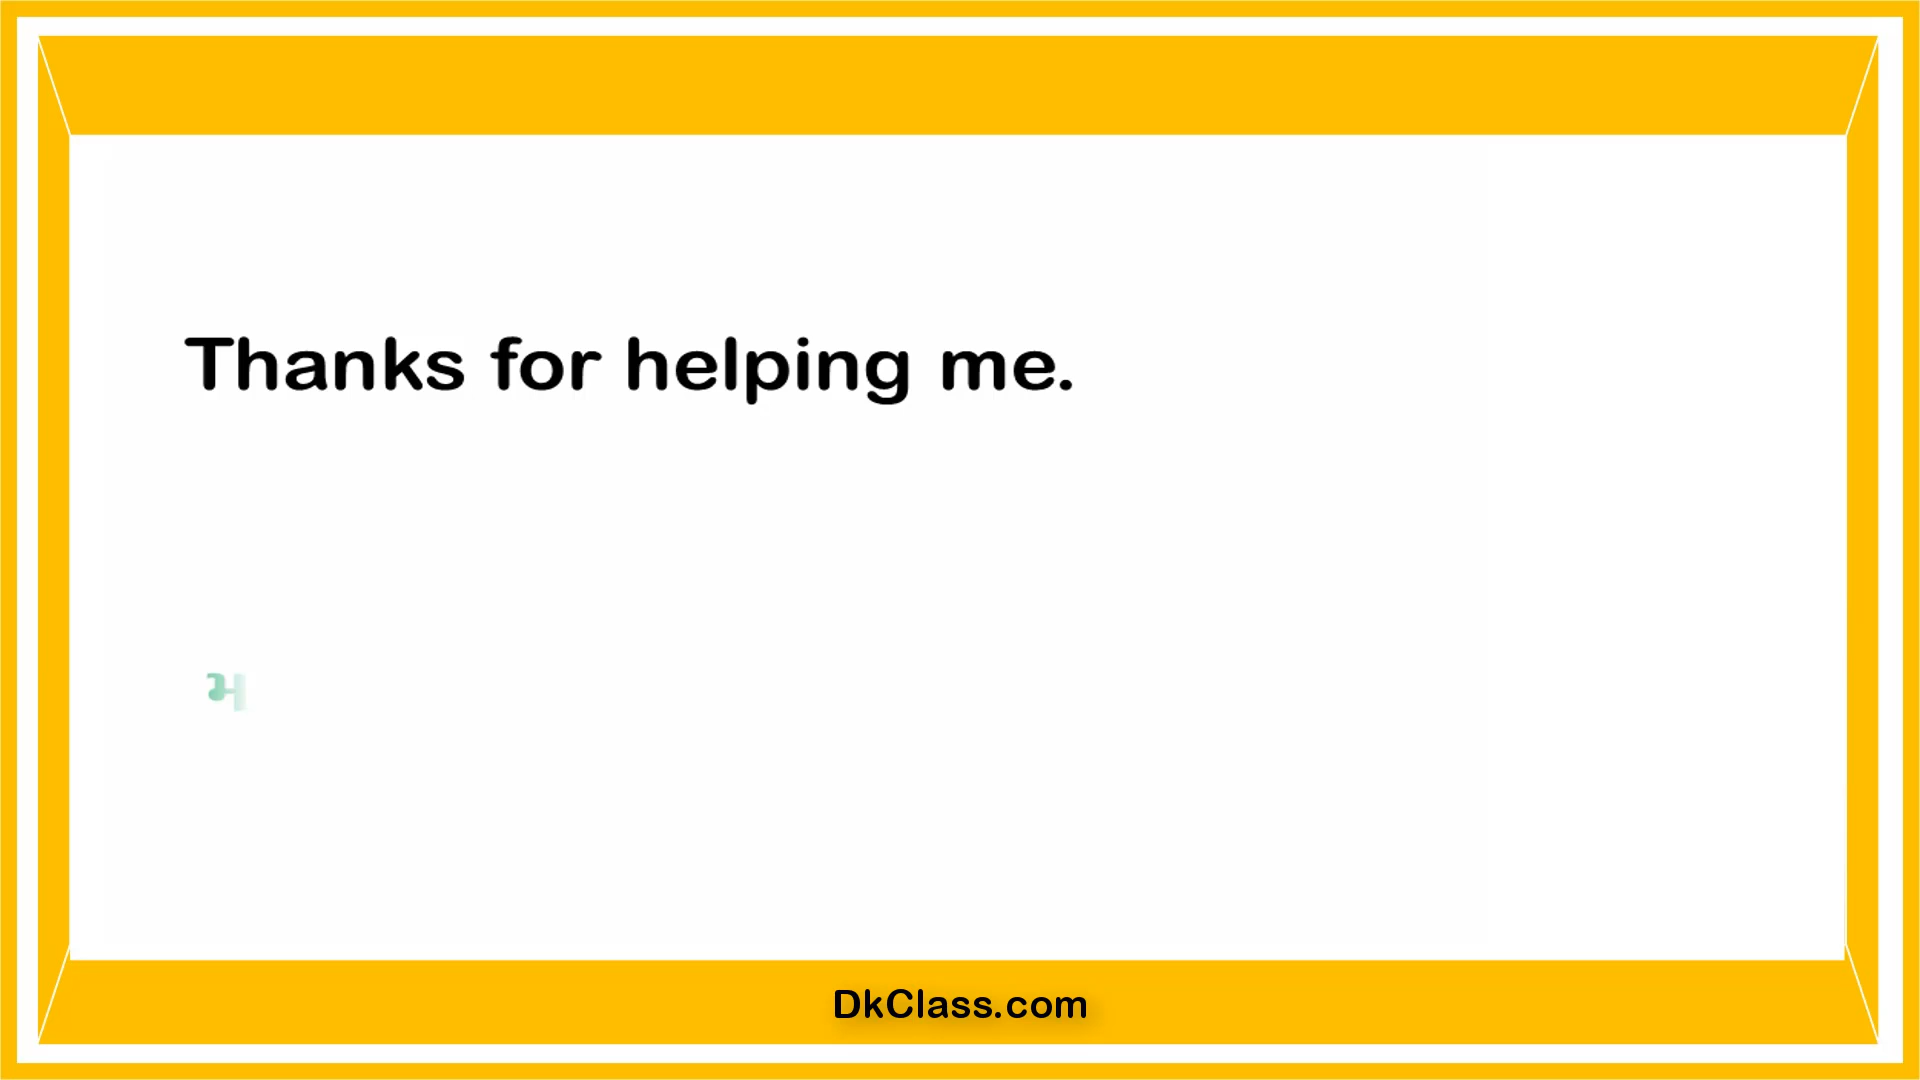 Thanks for helping me.
મ
DkClass.com